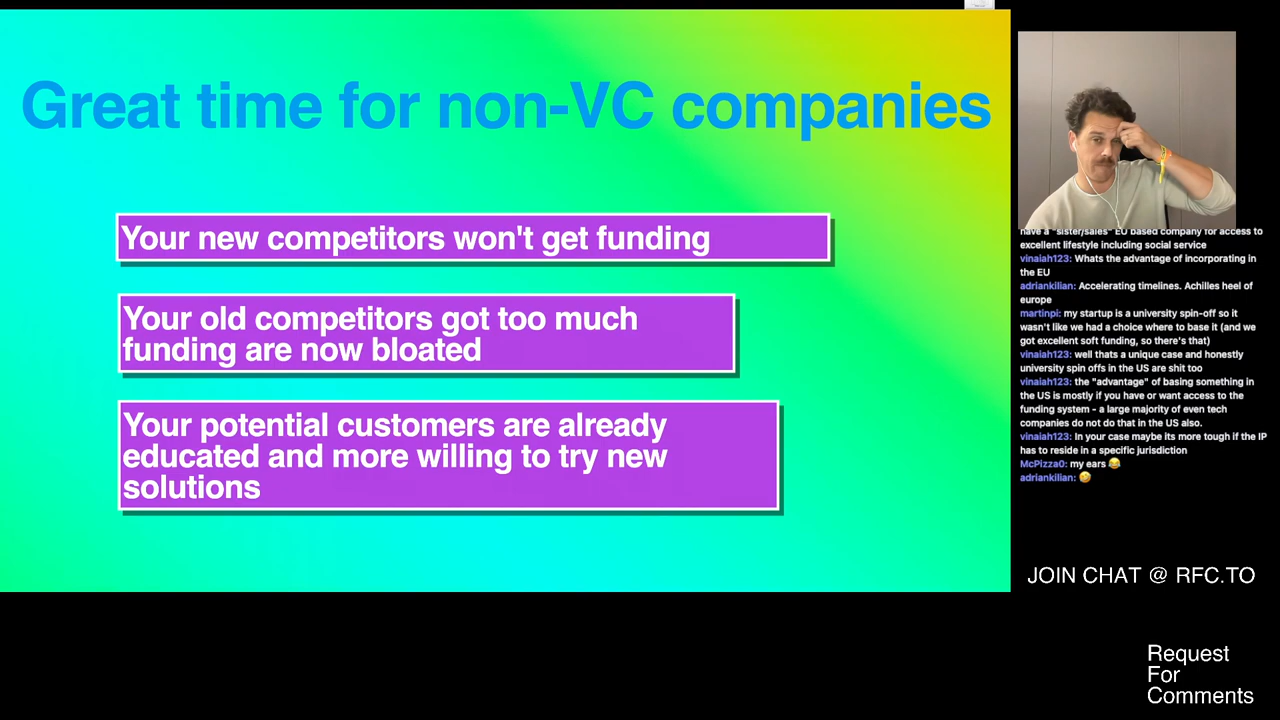 Great time for non-VC companies
Your new competitors won't get funding
Your old competitors got too much
funding are now bloated
Your potential customers are already
educated and more willing to try new
solutions
have a "sister/sales" EU based company for access to
excellent lifestyle including social service
vinaiah123: Whats the advantage of incorporating in
the EU
adriankilian: Accelerating timelines. Achilles heel of
europe
martinpi: my startup is a university spin-off so it
wasn't like we had a choice where to base it (and we
got excellent soft funding, so there's that)
vinaiah123: well thats a unique case and honestly
university spin offs in the US are shit too
vinaiah123: the "advantage" of basing something in
the US is mostly if you have or want access to the
funding system - a large majority of even tech
companies do not do that in the US also.
vinaiah123: In your case maybe its more tough if the IP
has to reside in a specific jurisdiction
McPizza0: my ears 😂
adriankilian: 🤣
JOIN CHAT @ RFC.TO
Request
For
Comments